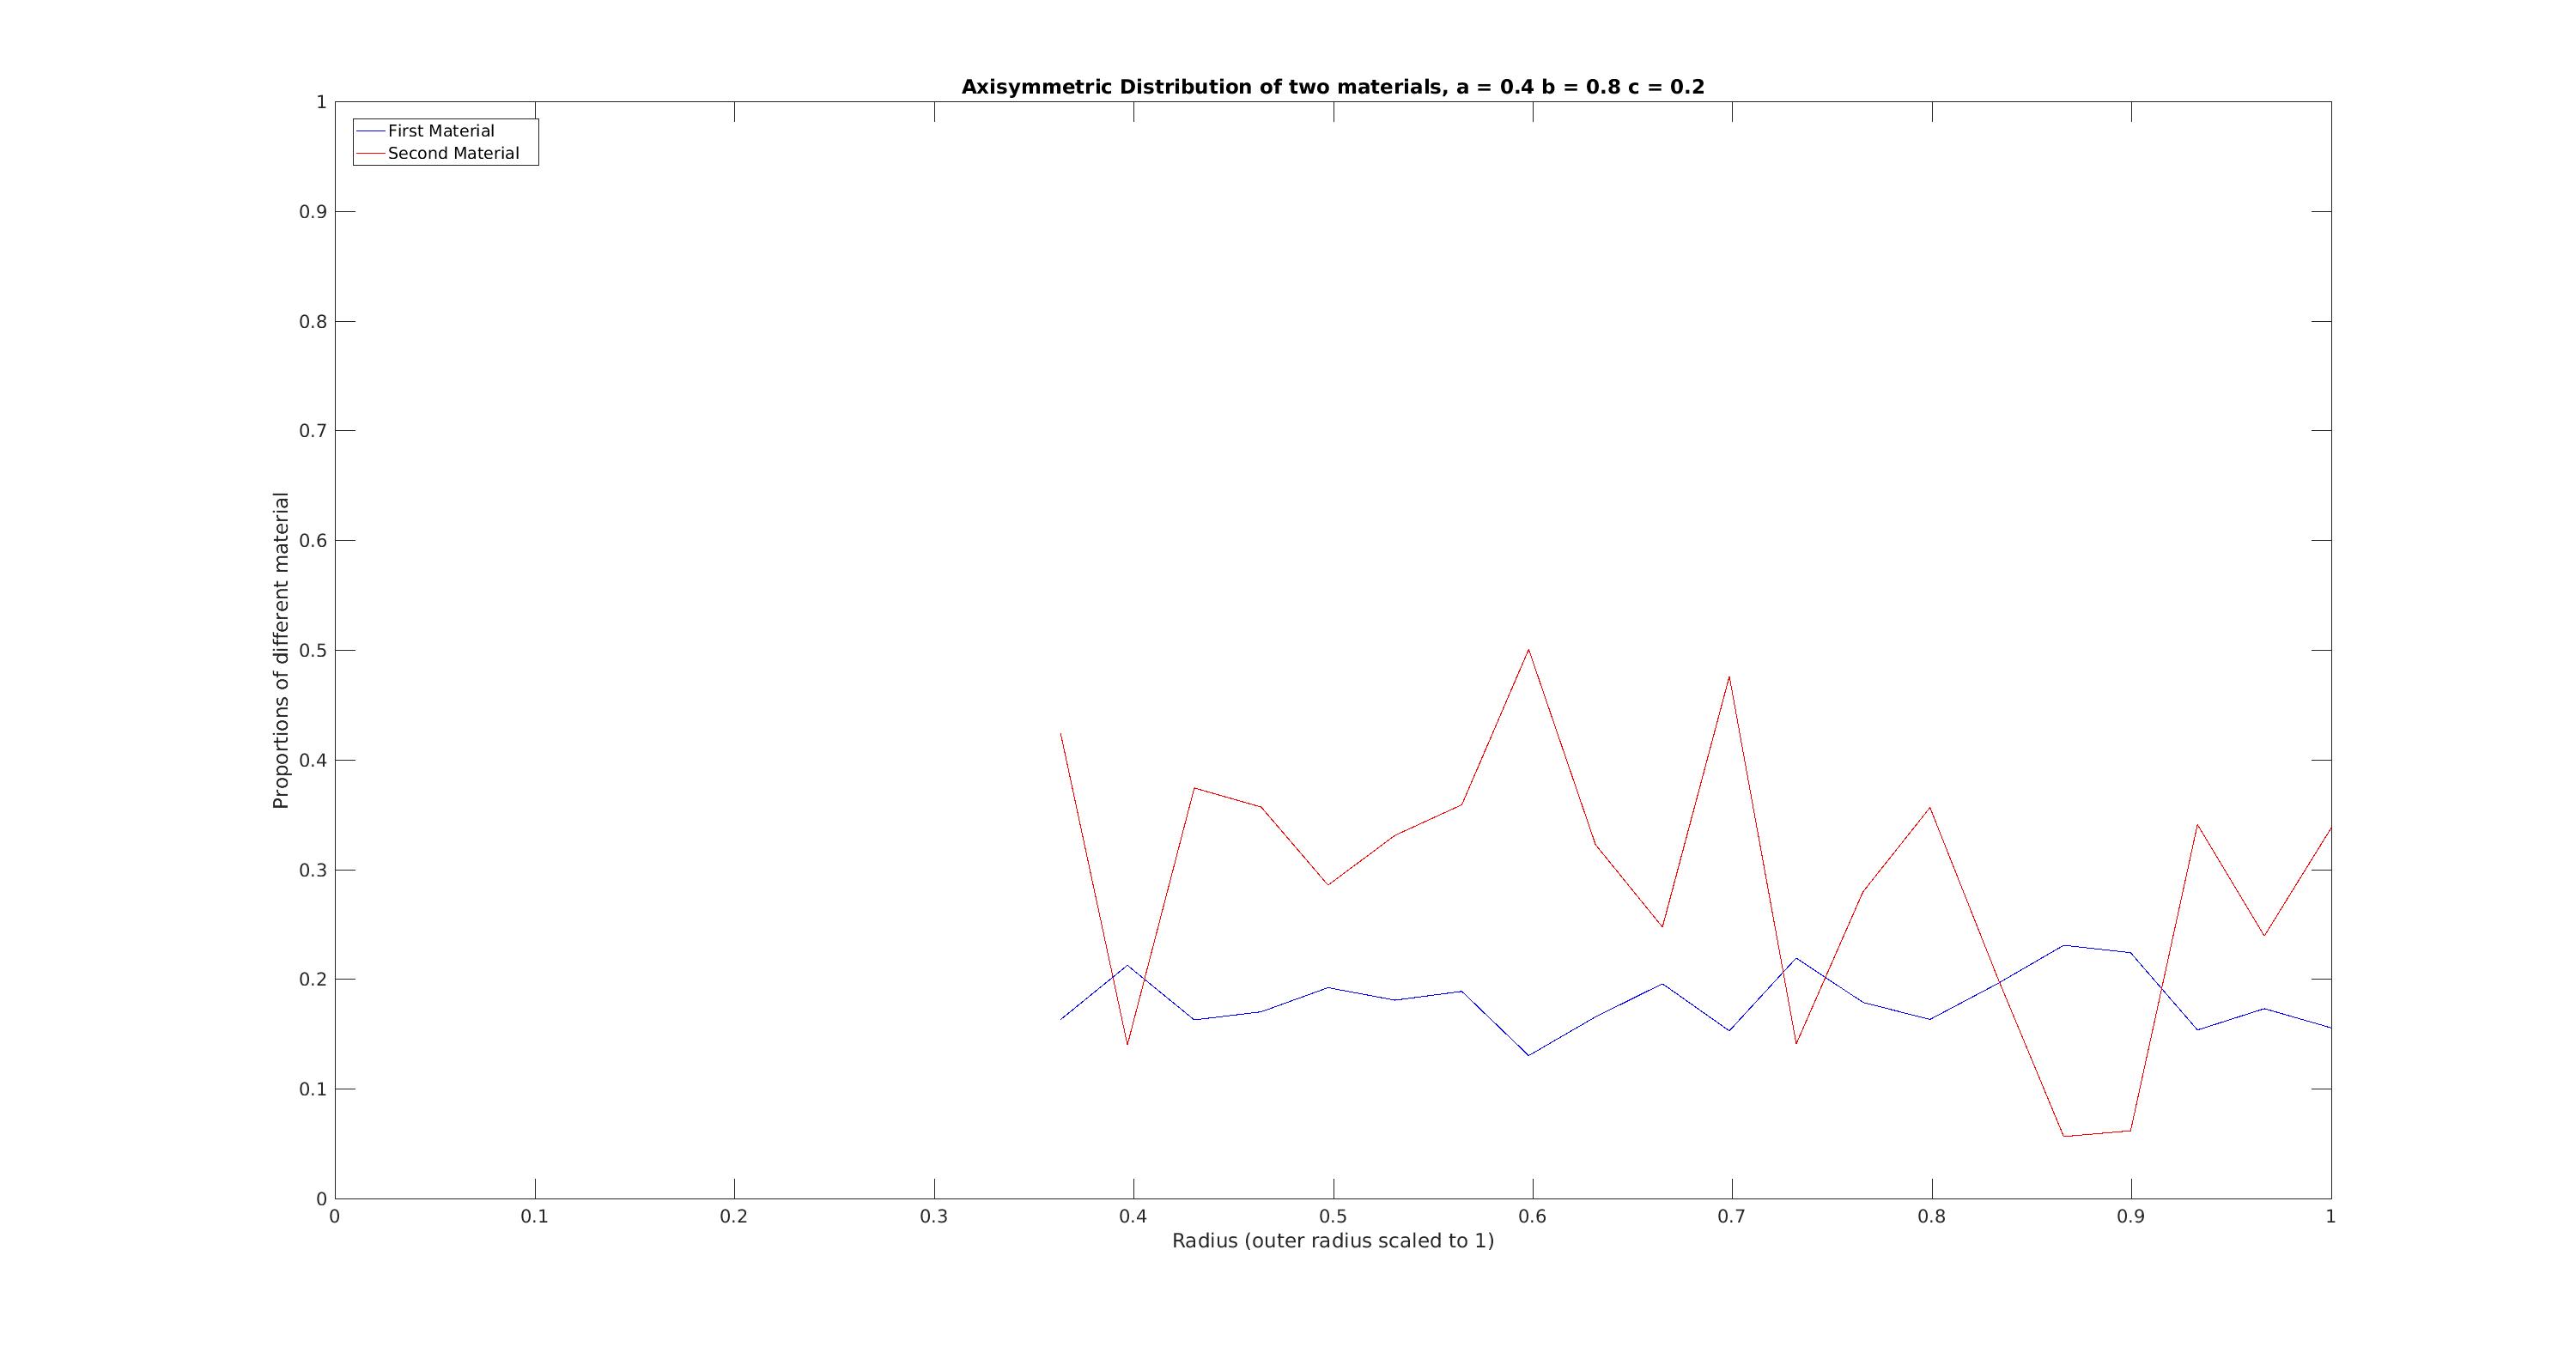 Axisymmetric Distribution of two materials, a = 0.4 b = 0.8 c = 0.2
First Material
Second Material
Proportions of different material
1
0.9
0.8
0.7
0.6
0.5
0.4
0.3
0.2
0.1
0
0 0.1 0.2 0.3 0.4 0.5 0.6 0.7 0.8 0.9 1
Radius (outer radius scaled to 1)